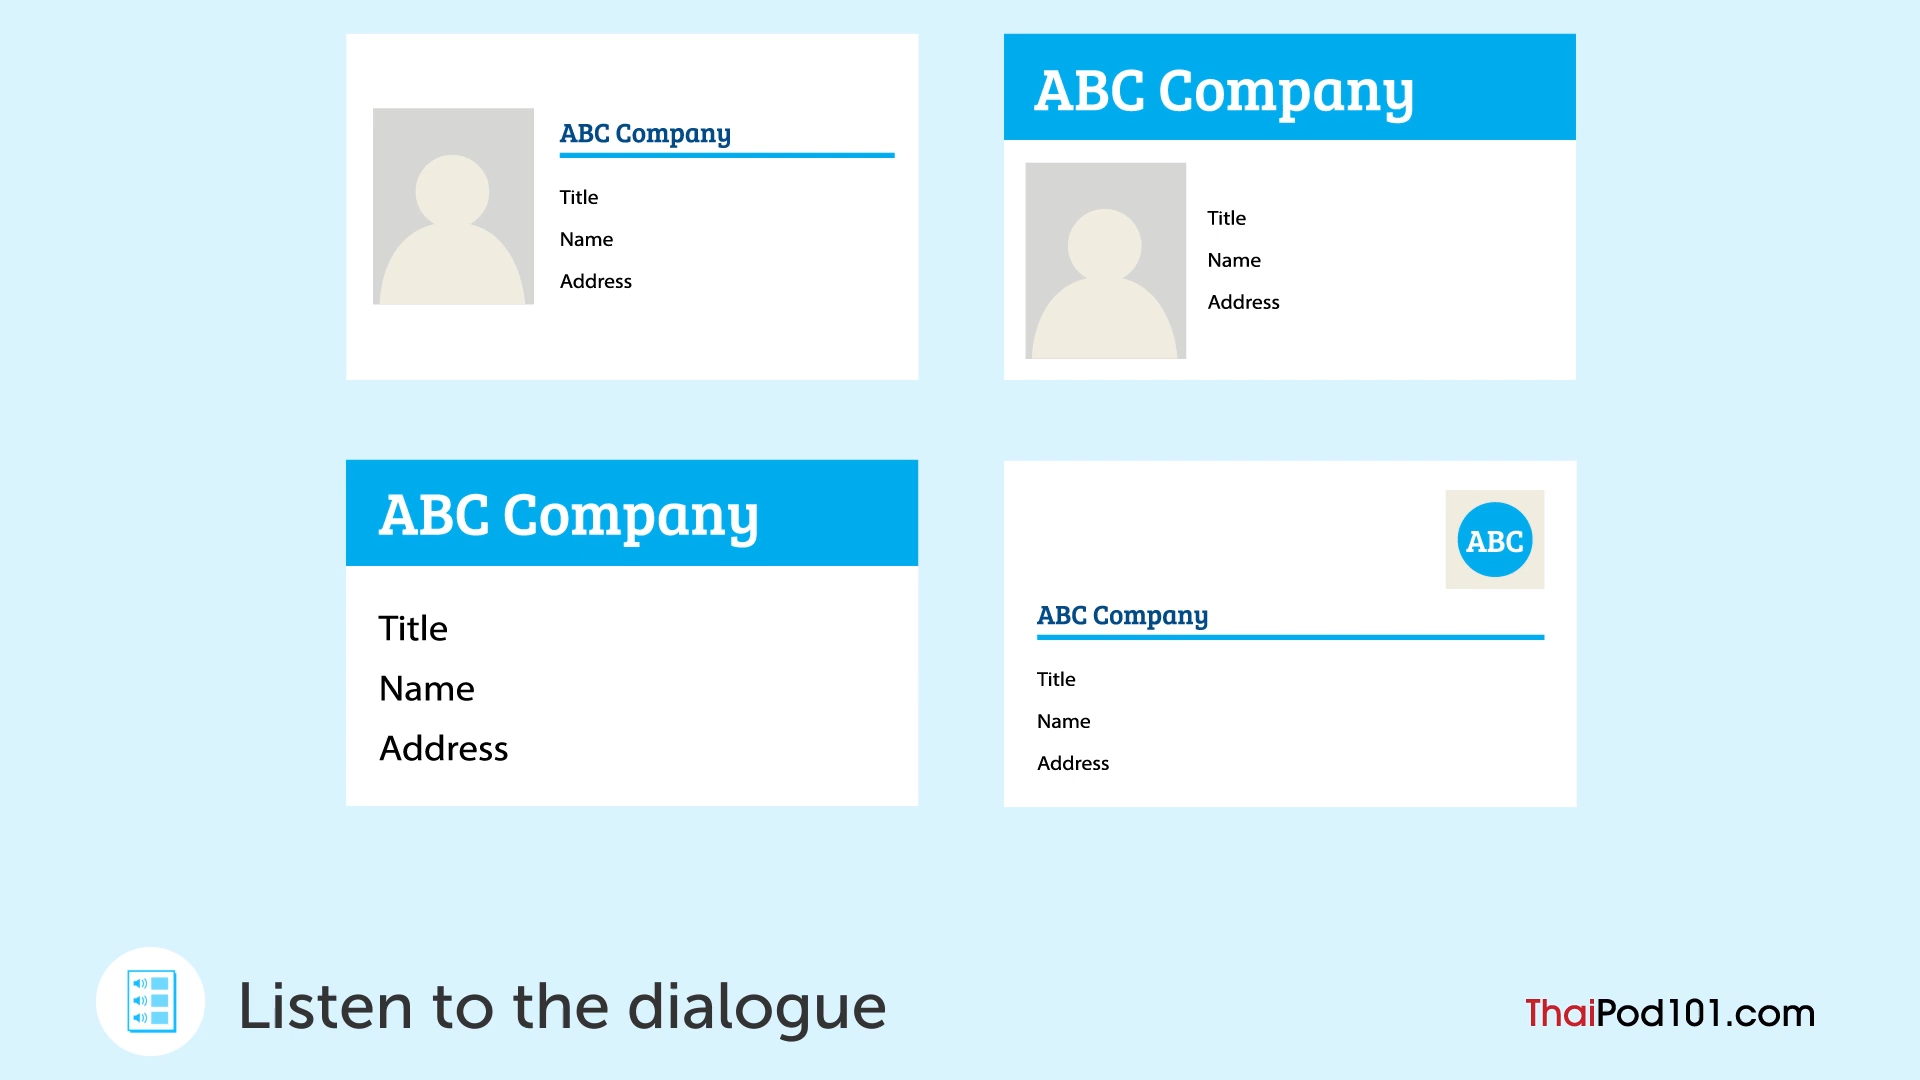 ABC Company
Title
Name
Address
ABC Company
Title
Name
Address
ABC Company
Title
Name
Address
ABC
ABC Company
Title
Name
Address
Listen to the dialogue
ThaiPod101.com